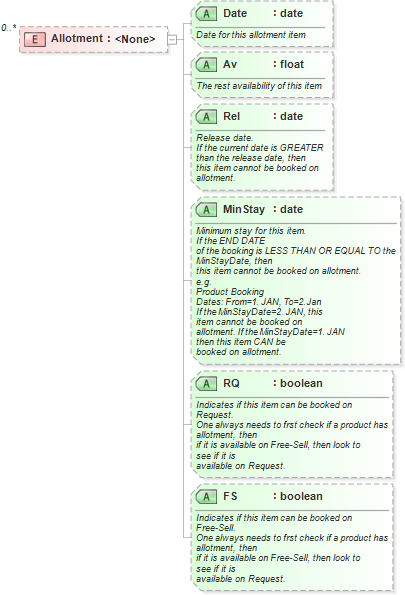 0..*
E Allotment : <None>
A Date : date
Date for this allotment item
A Av : float
The rest availability of this item
A Rel : date
Release date.
If the current date is GREATER
than the release date, then
this item cannot be booked on
allotment.
A MinStay : date
Minimum stay for this item.
If the END DATE
of the booking is LESS THAN OR EQUAL TO the
MinStayDate, then
this item cannot be booked on allotment.
e.g.
Product Booking
Dates: From=1. JAN, To=2.Jan
If the MinStayDate=2. JAN, this
item cannot be booked on
allotment. If the MinStayDate=1. JAN
then this item CAN be
booked on allotment.
A RQ : boolean
Indicates if this item can be booked on
Request.
One always needs to frst check if a product has
allotment, then
if it is available on Free-Sell, then look to
see if it is
available on Request.
A FS : boolean
Indicates if this item can be booked on
Free-Sell.
One always needs to frst check if a product has
allotment, then
if it is available on Free-Sell, then look to
see if it is
available on Request.